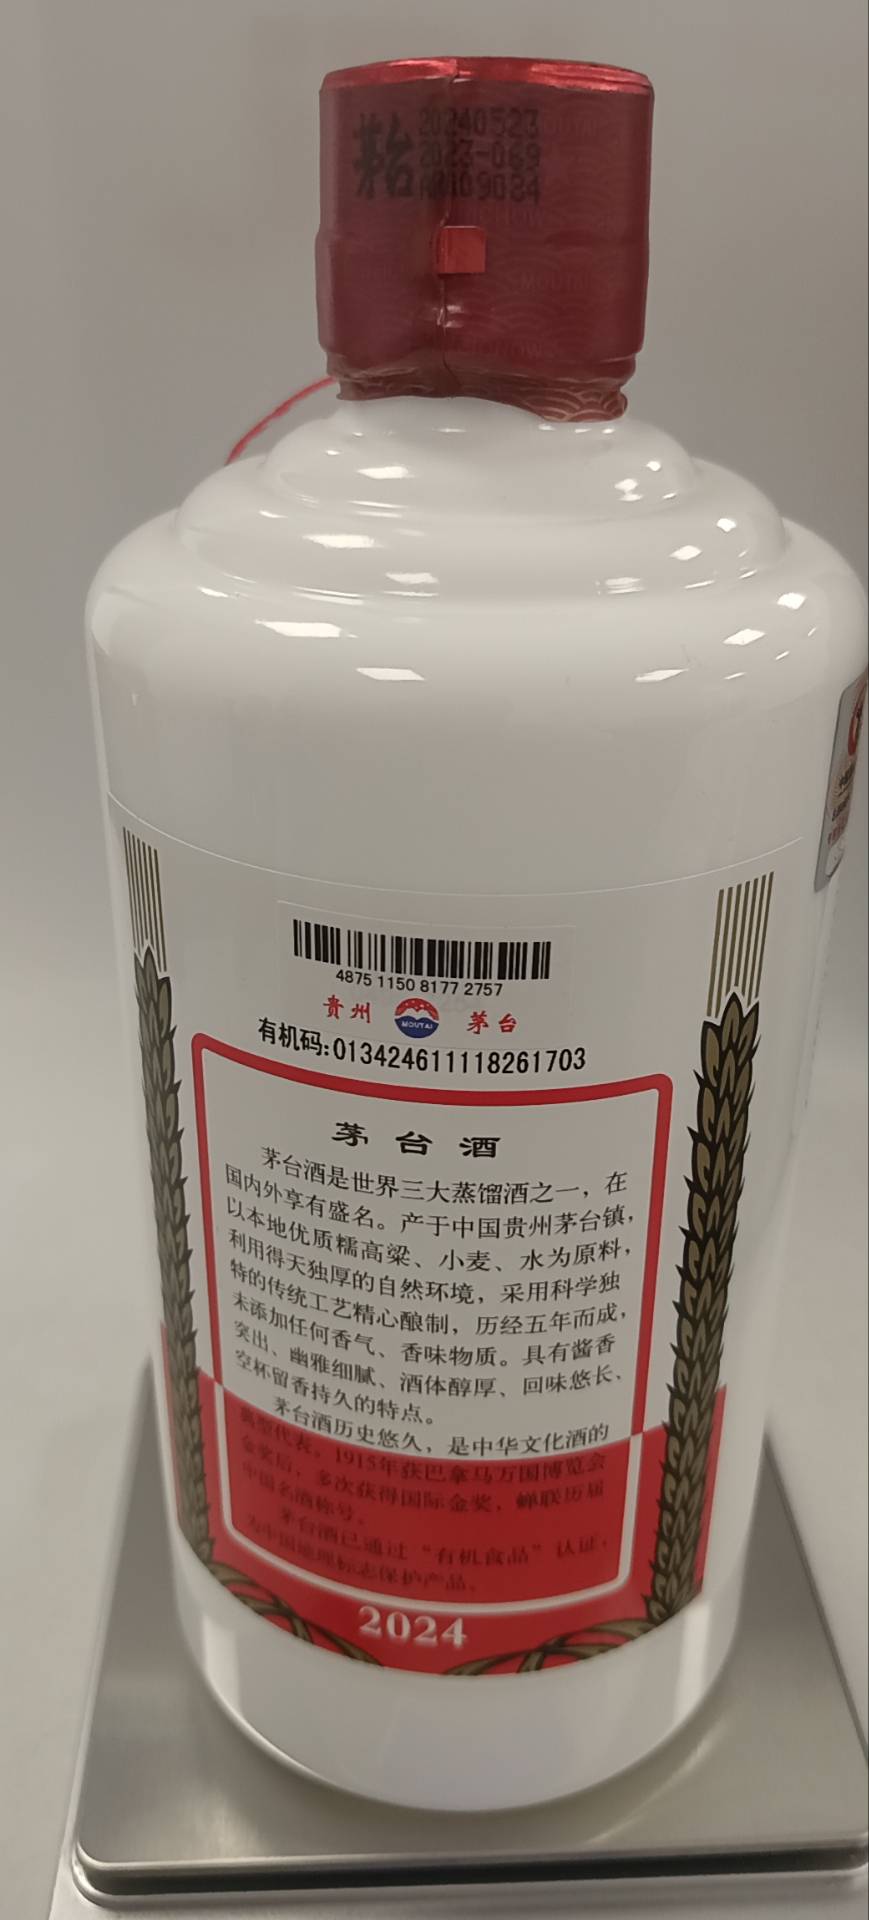 茅台
20240523
2023-069
09084
4875 1150 8177 2757
贵州
MOUTAI
茅台
有机码:013424611118261703
茅台酒
茅台酒是世界三大蒸馏酒之一，在
国内外享有盛名。产于中国贵州茅台镇，
以本地优质糯高粱、小麦、水为原料，
利用得天独厚的自然环境，采用科学独
特的传统工艺精心酿制，历经五年而成，
未添加任何香气、香味物质。具有酱香
突出、幽雅细腻、酒体醇厚、回味悠长、
空杯留香持久的特点。
茅台酒历史悠久，是中华文化酒的
典型代表，1915年获巴拿马万国博览会
金奖后，多次获得国际金奖，蝉联历届
中国名酒称号。
茅台酒已通过“有机食品”认证，
为中国地理标志保护产品。
2024